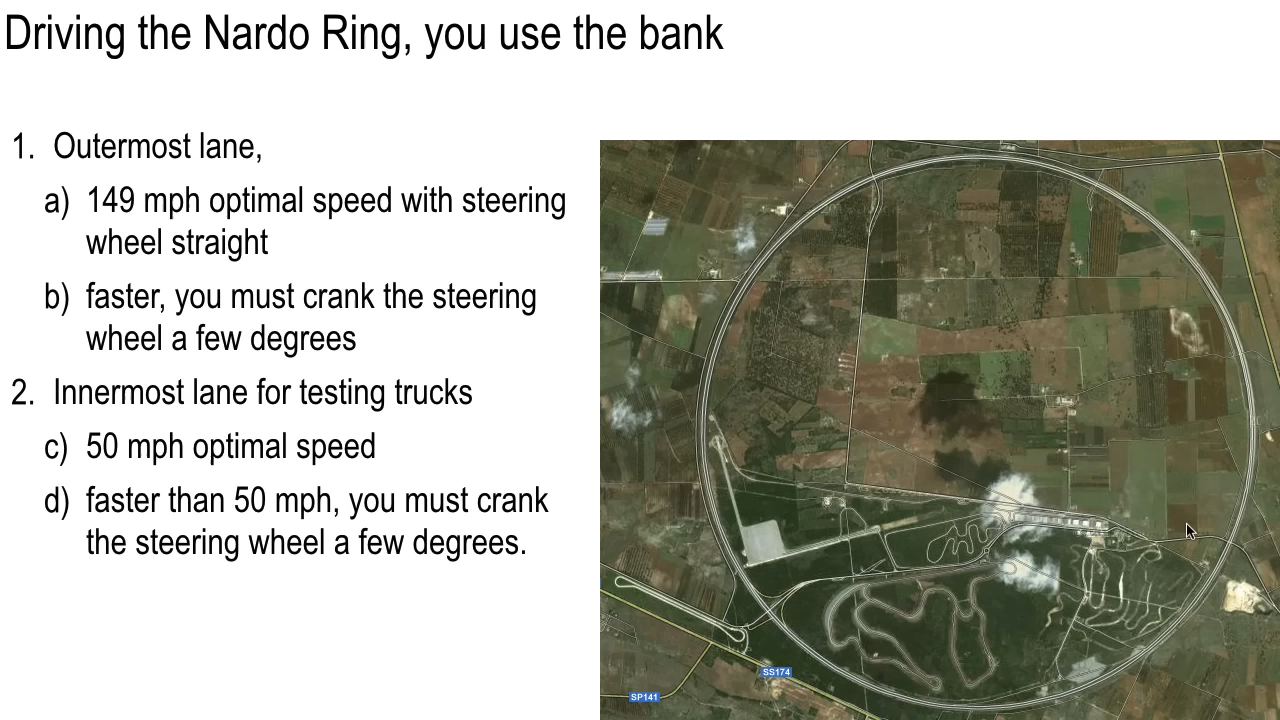 Driving the Nardo Ring, you use the bank
1. Outermost lane,
a) 149 mph optimal speed with steering
wheel straight
b) faster, you must crank the steering
wheel a few degrees
2. Innermost lane for testing trucks
c) 50 mph optimal speed
d) faster than 50 mph, you must crank
the steering wheel a few degrees.
SS174
SP141